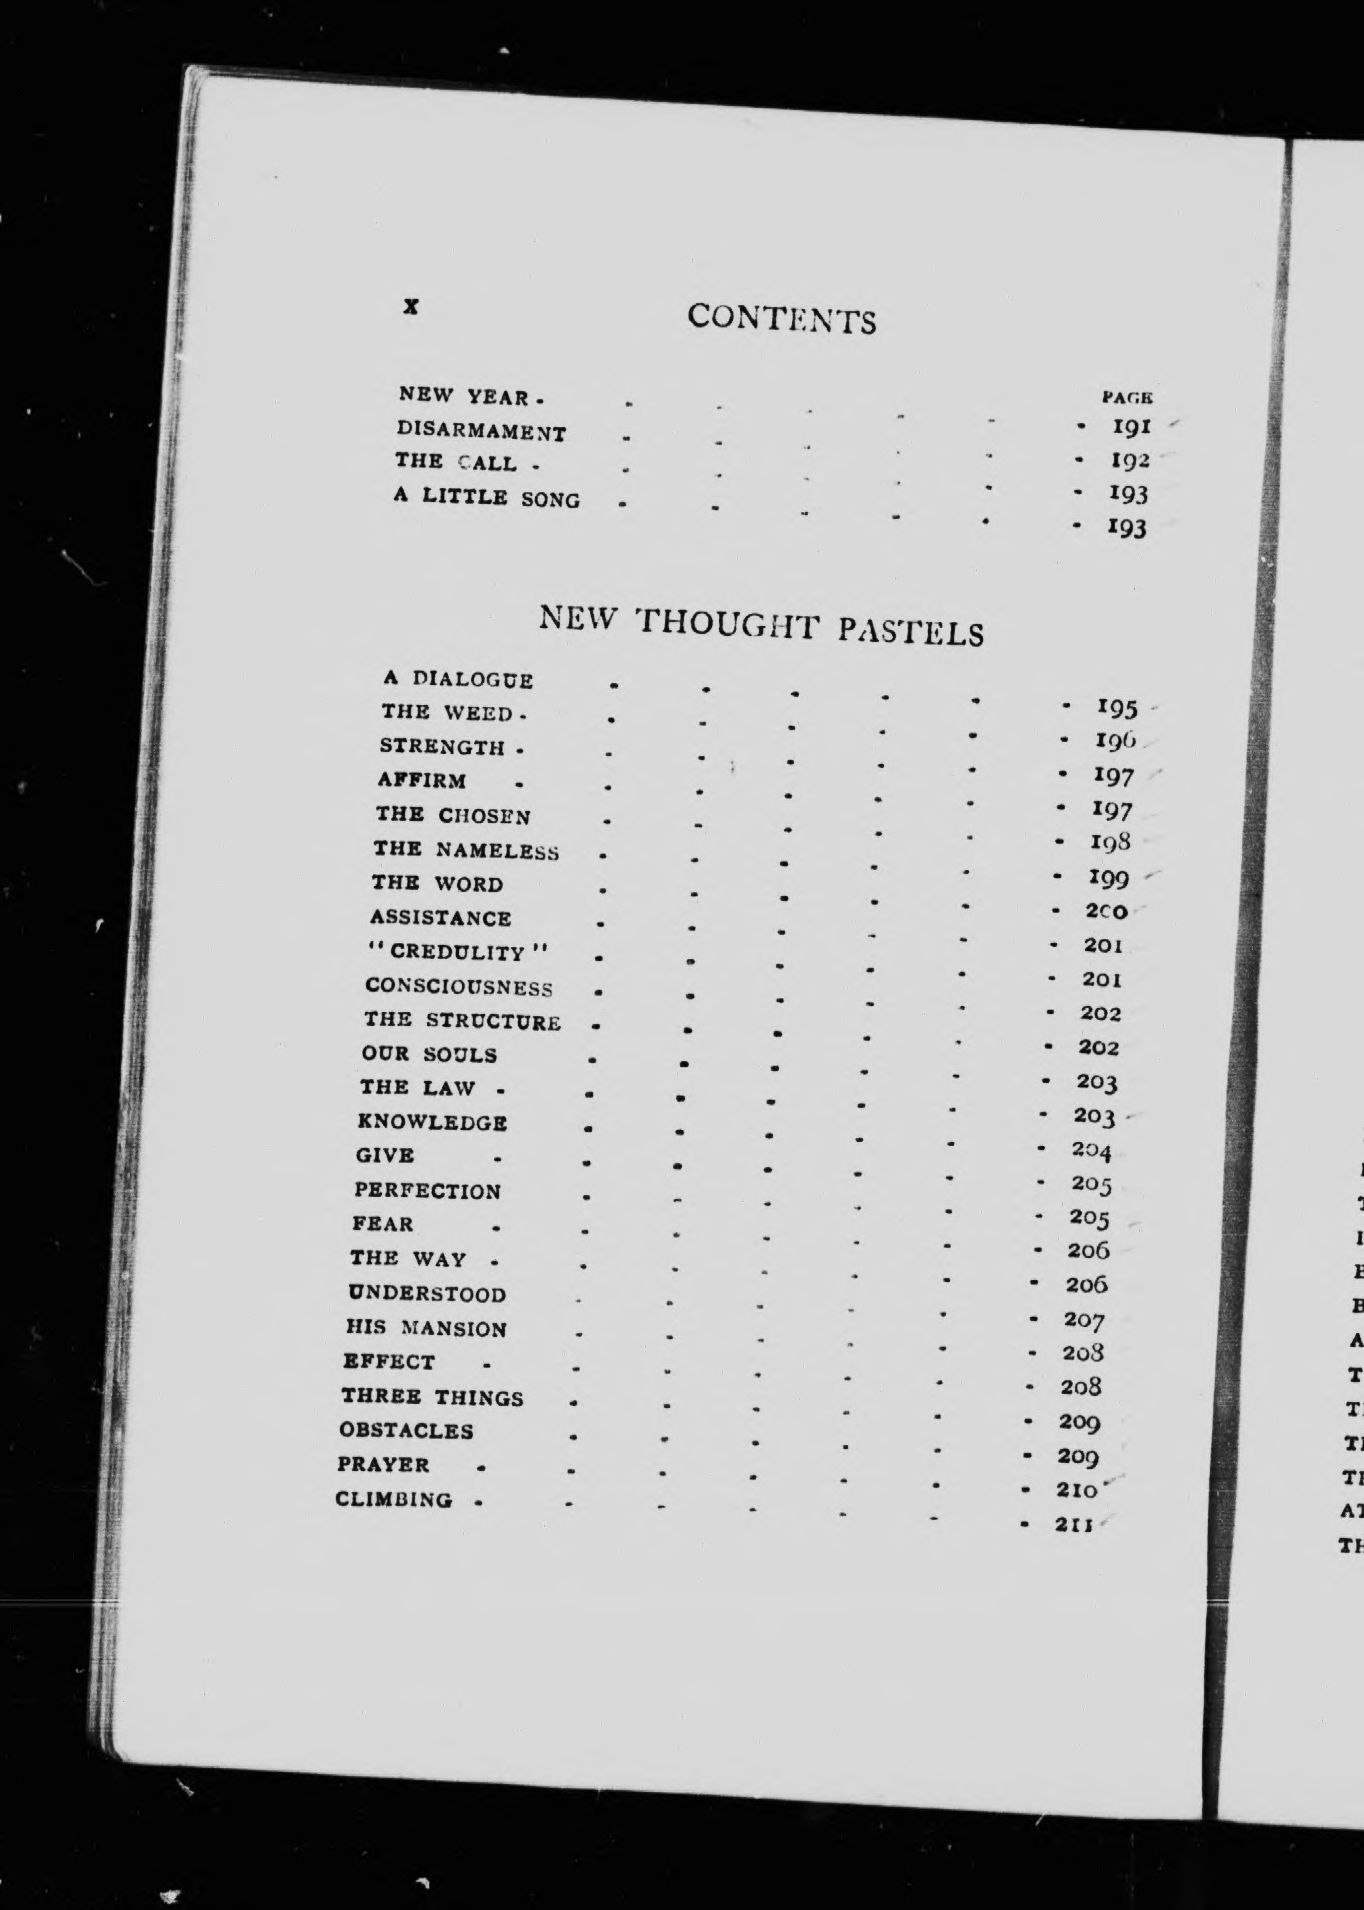 x CONTENTS
PAGE
NEW YEAR - - - - - - - 191
DISARMAMENT - - - - - - 192
THE CALL - - - - - - - 193
A LITTLE SONG - - - - - - 193
NEW THOUGHT PASTELS
A DIALOGUE - - - - - - 195
THE WEED - - - - - - - 196
STRENGTH - - - - - - - 197
AFFIRM - - - - - - - 197
THE CHOSEN - - - - - - 198
THE NAMELESS - - - - - - 199
THE WORD - - - - - - 200
ASSISTANCE - - - - - - 201
"CREDULITY" - - - - - - 201
CONSCIOUSNESS - - - - - - 202
THE STRUCTURE - - - - - - 202
OUR SOULS - - - - - - 203
THE LAW - - - - - - - 203
KNOWLEDGE - - - - - - 204
GIVE - - - - - - - 205
PERFECTION - - - - - - 205
FEAR - - - - - - - 206
THE WAY - - - - - - - 206
UNDERSTOOD - - - - - - 207
HIS MANSION - - - - - - 208
EFFECT - - - - - - - 208
THREE THINGS - - - - - - 209
OBSTACLES - - - - - - 209
PRAYER - - - - - - - 210
CLIMBING - - - - - - - 211